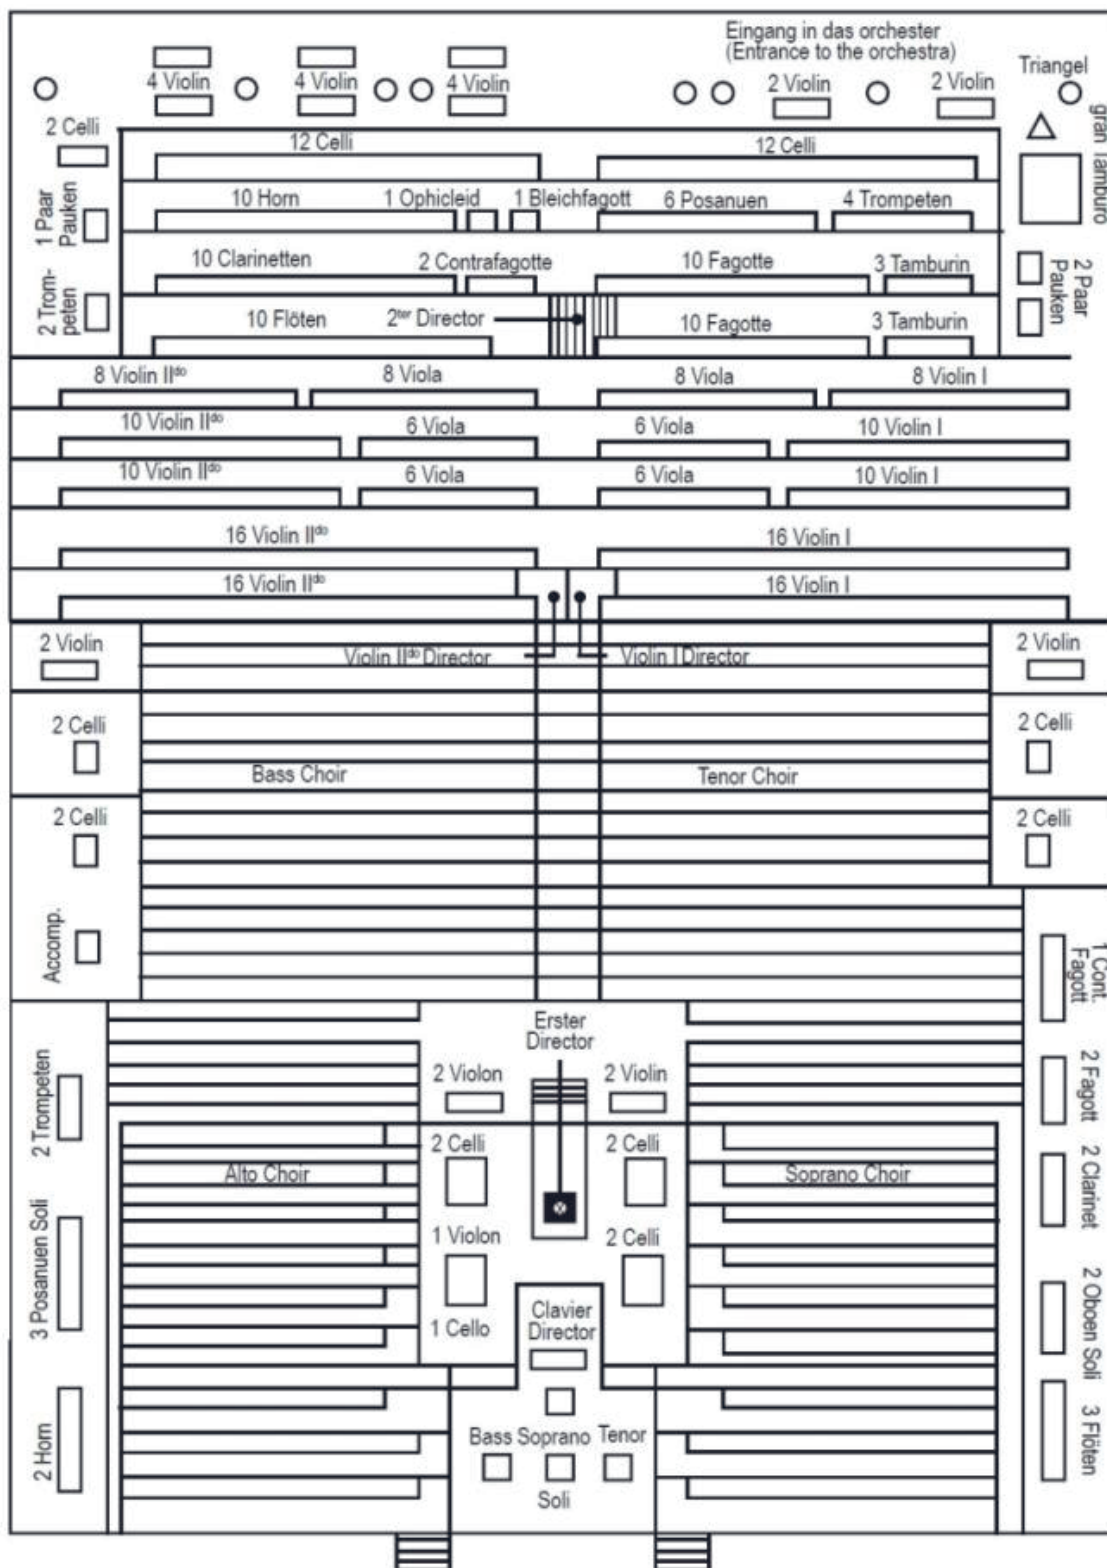 Eingang in das orchester
(Entrance to the orchestra)
4 Violin
4 Violin
4 Violin
2 Violin
2 Violin
Triangel
2 Celli
12 Celli
12 Celli
gran Tamburo
1 Paar
Pauken
10 Horn
1 Ophicleid
1 Bleichfagott
6 Posanuen
4 Trompeten
10 Clarinetten
2 Contrafagotte
10 Fagotte
3 Tamburin
2 Paar
Pauken
2 Trom-
peten
10 Flöten
2ter Director
10 Fagotte
3 Tamburin
8 Violin IIdo
8 Viola
8 Viola
8 Violin I
10 Violin IIdo
6 Viola
6 Viola
10 Violin I
10 Violin IIdo
6 Viola
6 Viola
10 Violin I
16 Violin IIdo
16 Violin I
16 Violin IIdo
16 Violin I
2 Violin
Violin IIdo Director
Violin I Director
2 Violin
2 Celli
2 Celli
Bass Choir
Tenor Choir
2 Celli
2 Celli
Accomp.
1 Cont.
Fagott
Erster
Director
2 Trompeten
2 Violon
2 Violin
2 Fagott
2 Celli
2 Celli
Alto Choir
Soprano Choir
2 Clarinet
3 Posanuen Soli
1 Violon
2 Celli
1 Cello
Clavier
Director
2 Oboen Soli
2 Horn
Bass Soprano Tenor
Soli
3 Flöten